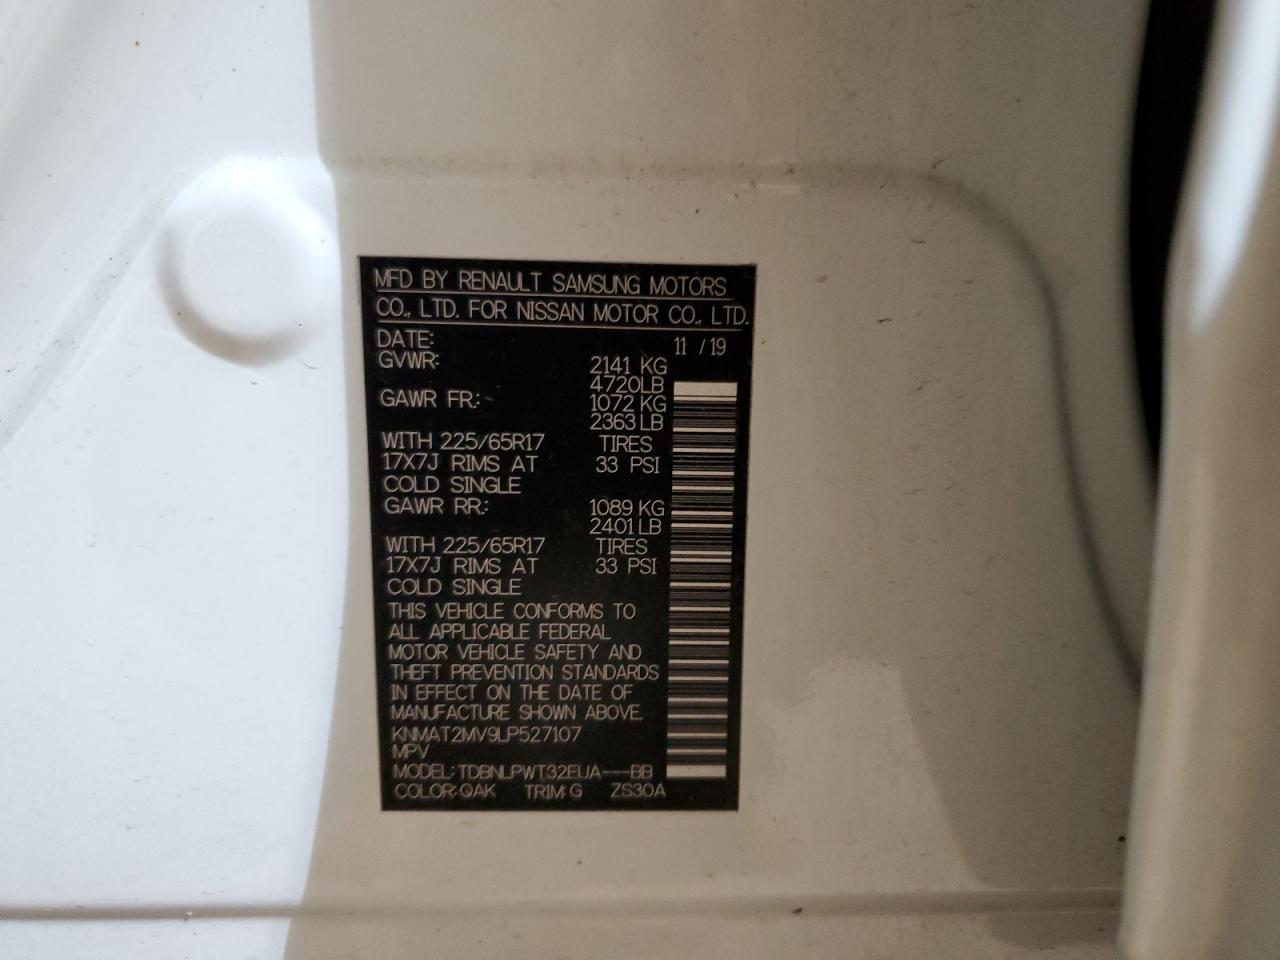 MFD BY RENAULT SAMSUNG MOTORS
CO., LTD. FOR NISSAN MOTOR CO., LTD.
DATE: 11 / 19
GVWR: 2141 KG
4720LB
GAWR FR: 1072 KG
2363 LB
WITH 225/65R17 TIRES
17X7J RIMS AT 33 PSI
COLD SINGLE
GAWR RR: 1089 KG
2401 LB
WITH 225/65R17 TIRES
17X7J RIMS AT 33 PSI
COLD SINGLE
THIS VEHICLE CONFORMS TO
ALL APPLICABLE FEDERAL
MOTOR VEHICLE SAFETY AND
THEFT PREVENTION STANDARDS
IN EFFECT ON THE DATE OF
MANUFACTURE SHOWN ABOVE.
KNMAT2MV9LP527107
MPV
MODEL: TDBNLPWT32EUA---BB
COLOR: QAK TRIM: G ZS30A